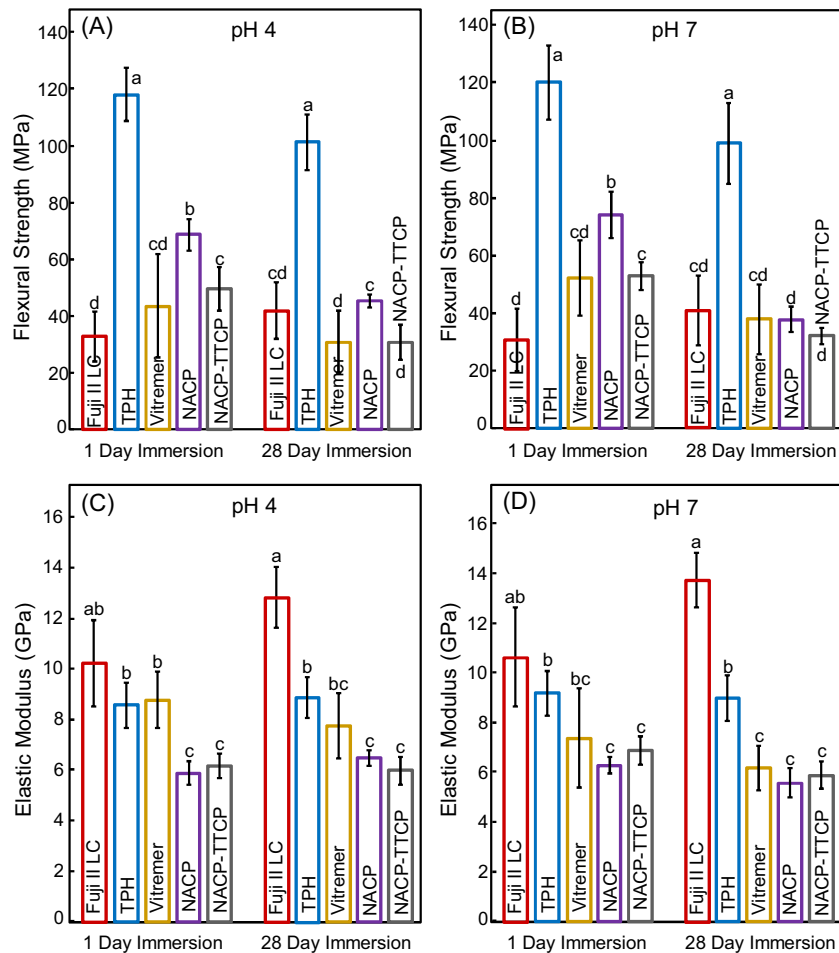 (A)
pH 4
Flexural Strength (MPa)
140
120
100
80
60
40
20
0
d
a
cd
b
c
cd
a
d
c
d
Fuji II LC
TPH
Vitremer
NACP
NACP-TTCP
Fuji II LC
TPH
Vitremer
NACP
NACP-TTCP
1 Day Immersion
28 Day Immersion
(B)
pH 7
Flexural Strength (MPa)
140
120
100
80
60
40
20
0
d
a
cd
b
c
cd
a
cd
cd
d
Fuji II LC
TPH
Vitremer
NACP
NACP-TTCP
Fuji II LC
TPH
Vitremer
NACP
NACP-TTCP
1 Day Immersion
28 Day Immersion
(C)
pH 4
Elastic Modulus (GPa)
16
14
12
10
8
6
4
2
0
ab
b
b
c
c
a
b
bc
c
c
Fuji II LC
TPH
Vitremer
NACP
NACP-TTCP
Fuji II LC
TPH
Vitremer
NACP
NACP-TTCP
1 Day Immersion
28 Day Immersion
(D)
pH 7
Elastic Modulus (GPa)
16
14
12
10
8
6
4
2
0
ab
b
bc
c
c
a
b
c
c
c
Fuji II LC
TPH
Vitremer
NACP
NACP-TTCP
Fuji II LC
TPH
Vitremer
NACP
NACP-TTCP
1 Day Immersion
28 Day Immersion